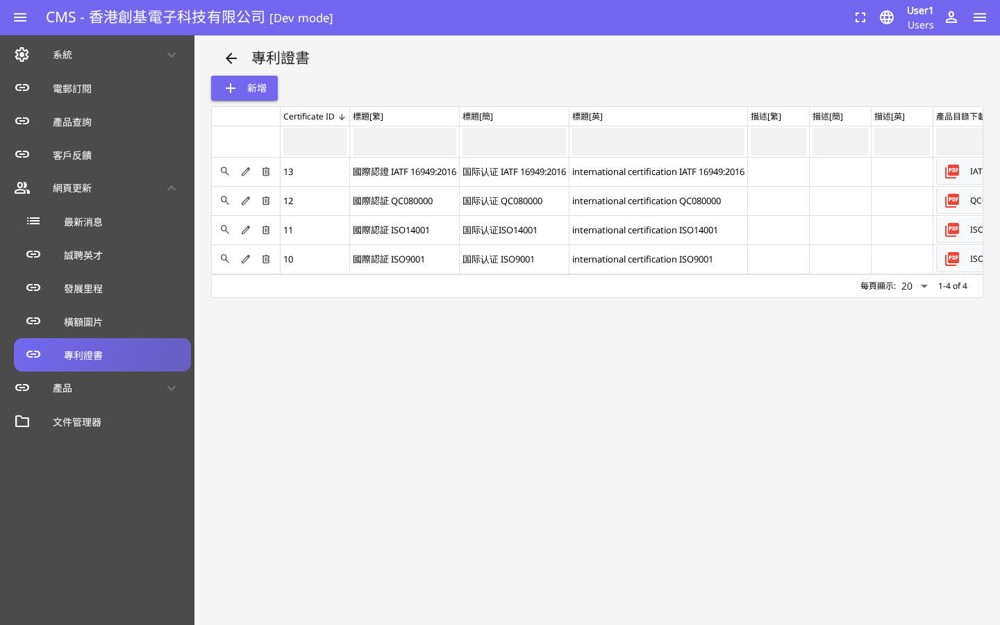 CMS - 香港創基電子科技有限公司 [Dev mode]
User1
Users
系統
電郵訂閱
產品查詢
客戶反饋
網頁更新
最新消息
誠聘英才
發展里程
橫額圖片
專利證書
產品
文件管理器
專利證書
新增
Certificate ID 標題[繁] 標題[簡] 標題[英] 描述[繁] 描述[簡] 描述[英] 產品目錄下載
13 國際認證 IATF 16949:2016 国际认证 IATF 16949:2016 international certification IATF 16949:2016 PDF IAT
12 國際認証 QC080000 国际认证 QC080000 international certification QC080000 PDF QC
11 國際認証 ISO14001 国际认证ISO14001 international certification ISO14001 PDF ISO
10 國際認証 ISO9001 国际认证 ISO9001 international certification ISO9001 PDF ISO
每頁顯示: 20 1-4 of 4